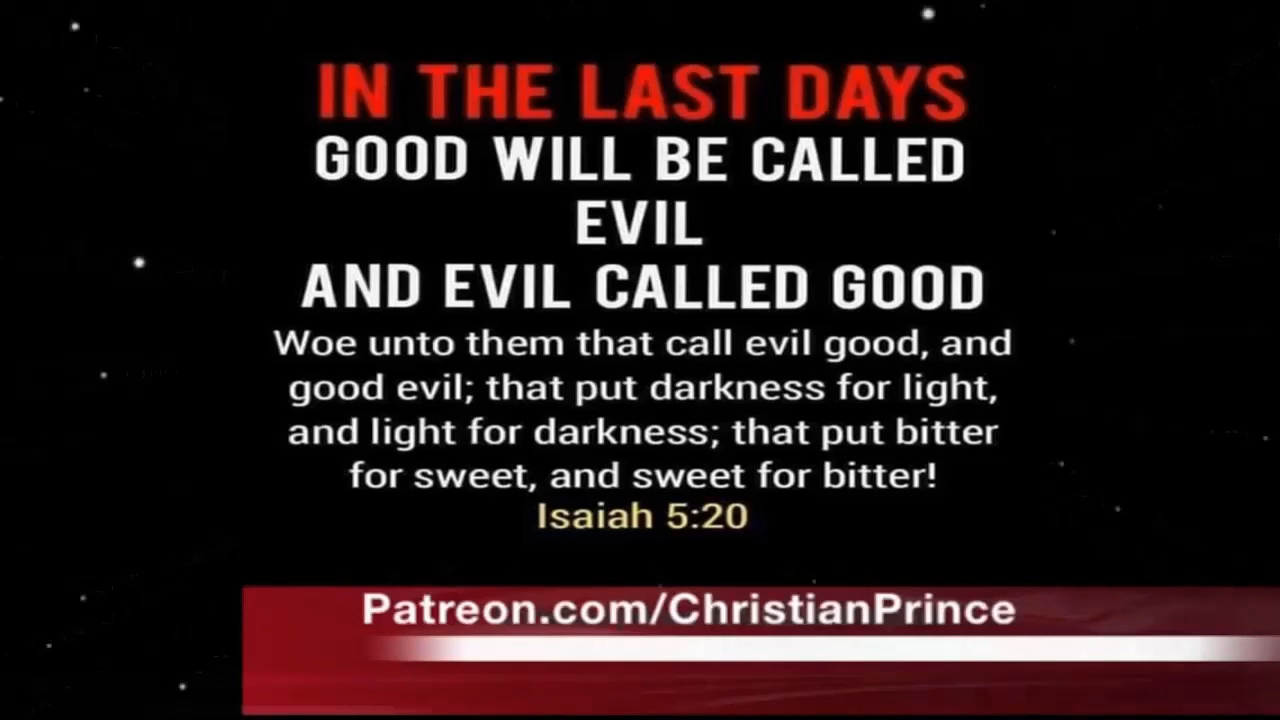 IN THE LAST DAYS
GOOD WILL BE CALLED
EVIL
AND EVIL CALLED GOOD
Woe unto them that call evil good, and
good evil; that put darkness for light,
and light for darkness; that put bitter
for sweet, and sweet for bitter!
Isaiah 5:20
Patreon.com/ChristianPrince